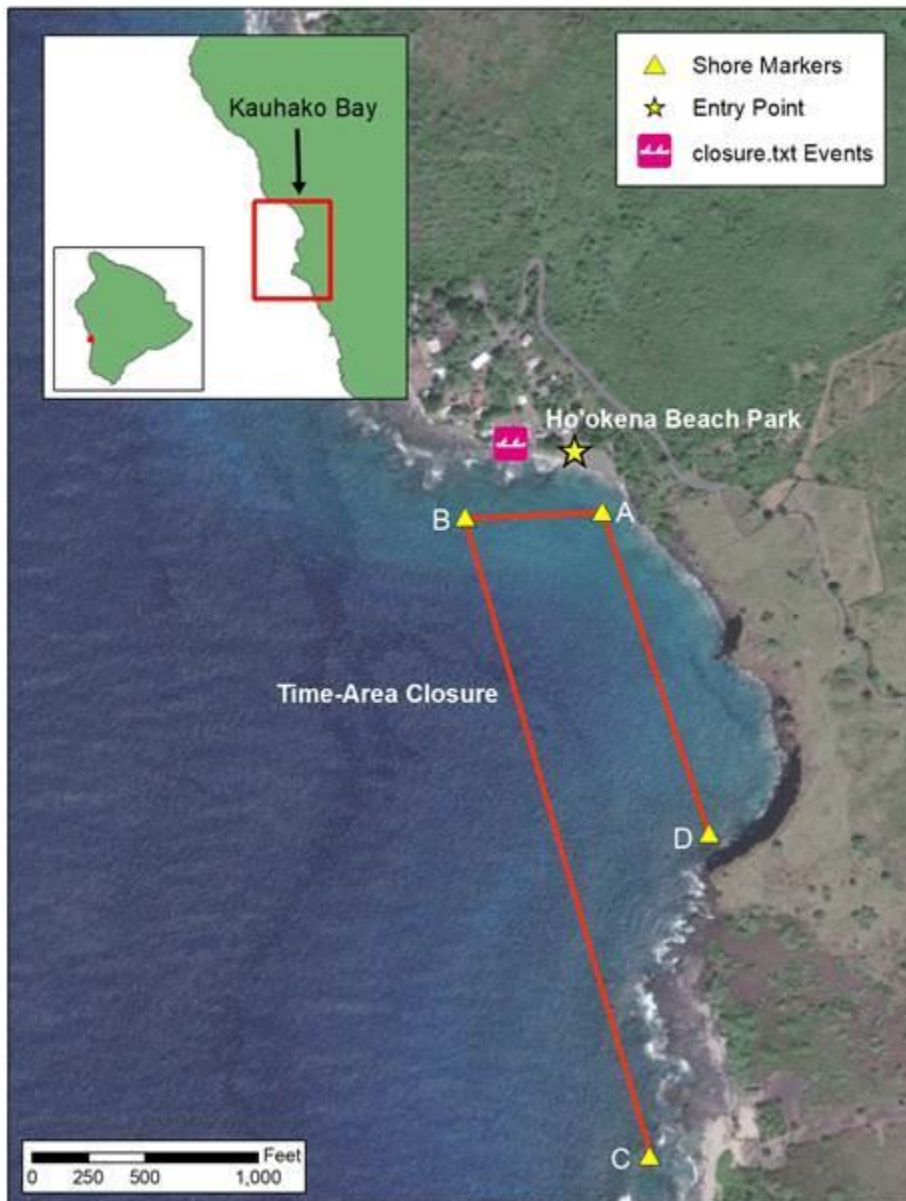 Kauhako Bay
Shore Markers
Entry Point
closure.txt Events
Ho'okena Beach Park
B
A
Time-Area Closure
D
C
Feet
0 250 500 1,000